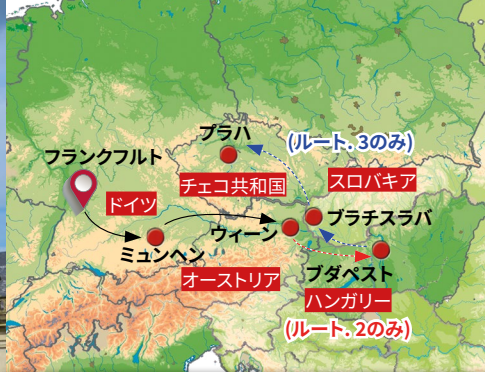 プラハ
(ルート. 3のみ)
フランクフルト
チェコ共和国
スロバキア
ドイツ
ブラチスラバ
ウィーン
ミュンヘン
ブダペスト
オーストリア
ハンガリー
(ルート. 2のみ)